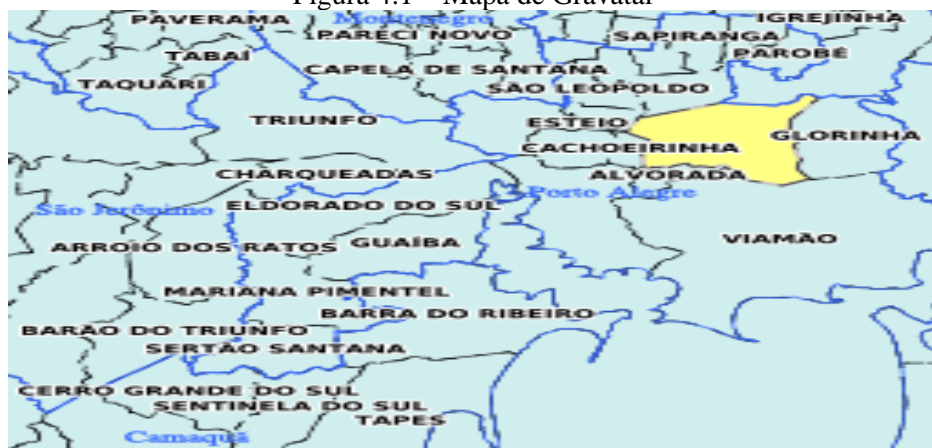 Figura 4.1 – Mapa de Gravataí
PAVERAMA
Montenegro
IGREJINHA
PARECI NOVO
SAPIRANGA
TABAÍ
PAROBÉ
CAPELA DE SANTANA
TAQUARI
SÃO LEOPOLDO
TRIUNFO
ESTEIO
GLORINHA
CACHOEIRINHA
CHARQUEADAS
ALVORADA
Porto Alegre
São Jerônimo
ELDORADO DO SUL
ARROIO DOS RATOS
GUAÍBA
VIAMÃO
MARIANA PIMENTEL
BARRA DO RIBEIRO
BARÃO DO TRIUNFO
SERTÃO SANTANA
CERRO GRANDE DO SUL
SENTINELA DO SUL
TAPES
Camaquã